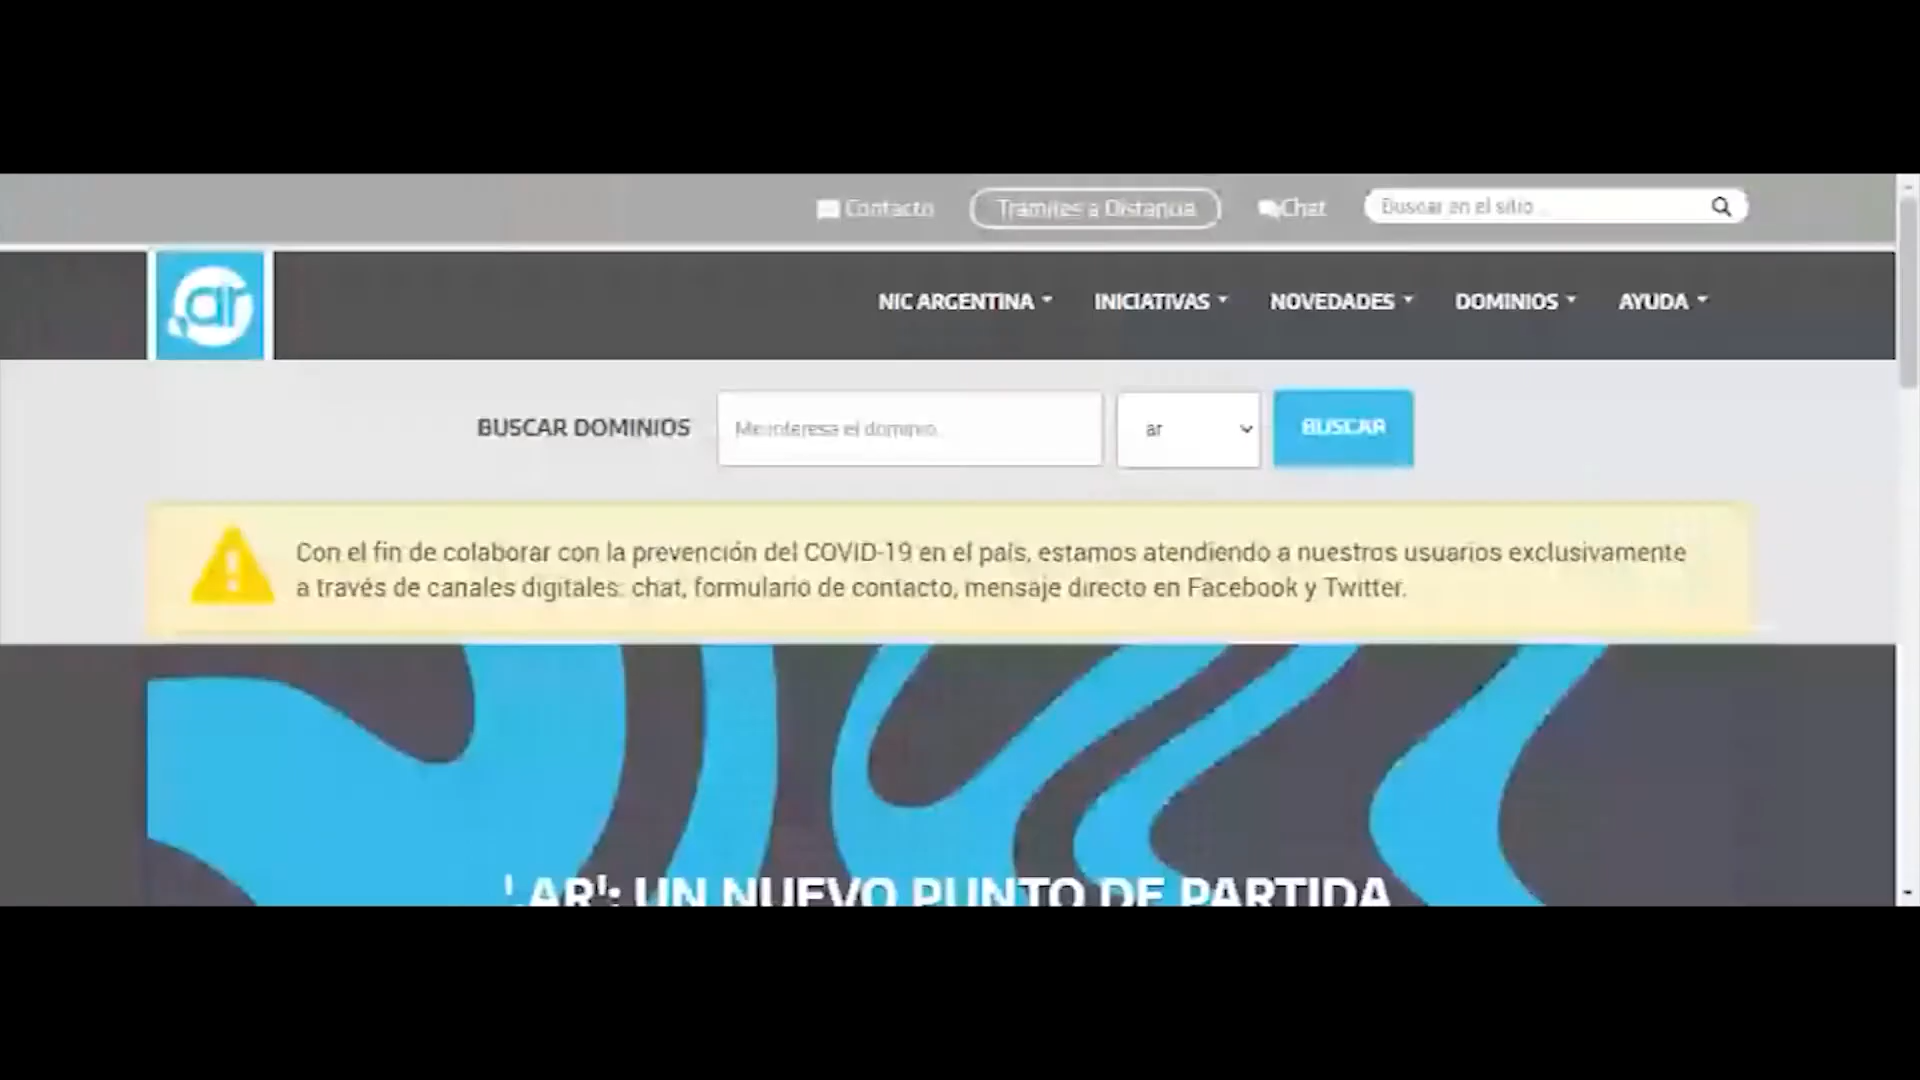 Contacto
Tramites a Distancia
Chat
Buscar en el sitio...
.ar
NIC ARGENTINA
INICIATIVAS
NOVEDADES
DOMINIOS
AYUDA
BUSCAR DOMINIOS
Me interesa el dominio...
ar
BUSCAR
Con el fin de colaborar con la prevención del COVID-19 en el país, estamos atendiendo a nuestros usuarios exclusivamente
a través de canales digitales: chat, formulario de contacto, mensaje directo en Facebook y Twitter.
'.AR': UN NUEVO PUNTO DE PARTIDA